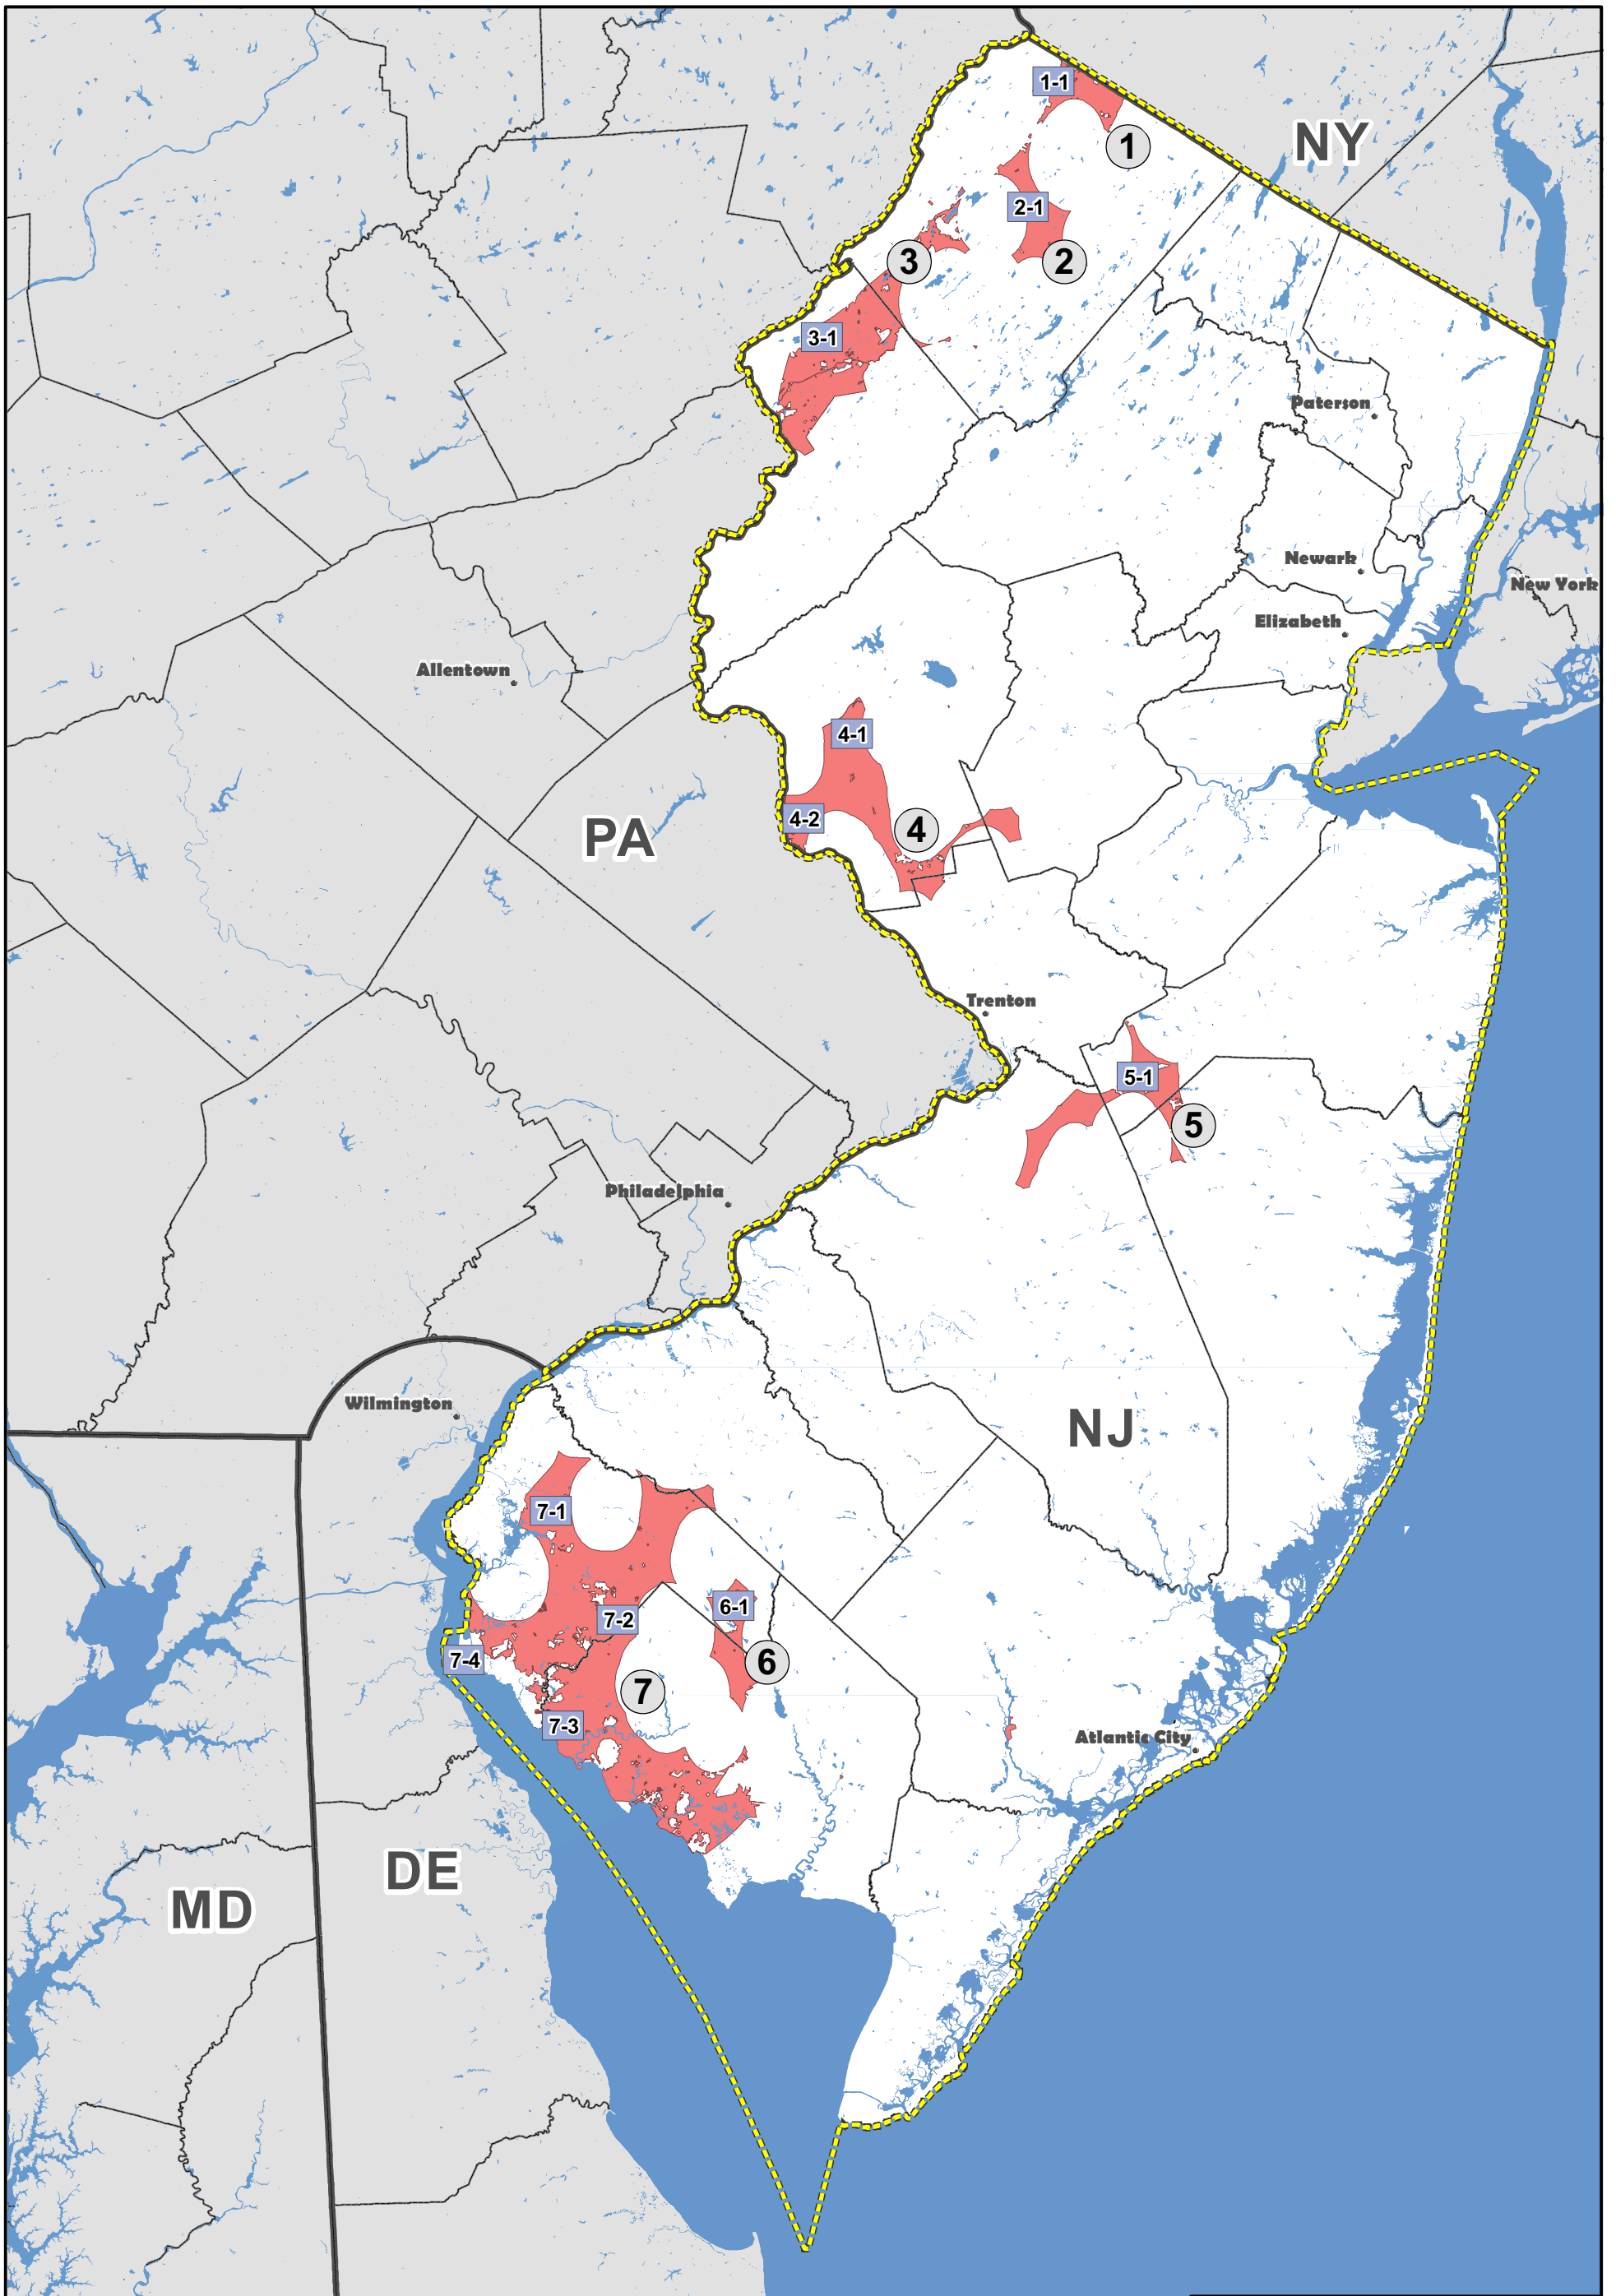 1-1
1
NY
2-1
3
2
3-1
Paterson
Newark
New York
Elizabeth
Allentown
4-1
4-2
4
PA
Trenton
5-1
5
Philadelphia
Wilmington
NJ
7-1
6-1
7-2
7-4
6
7
7-3
Atlantic City
DE
MD